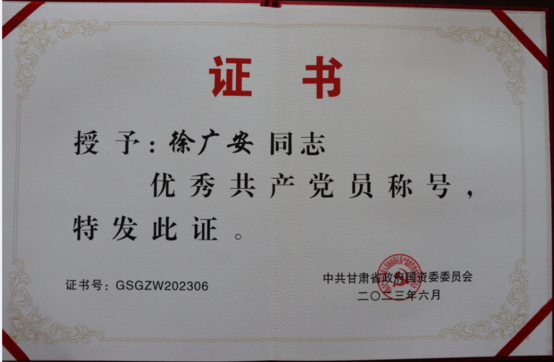 证书
授予:徐广安同志
优秀共产党员称号,
特发此证。
证书号:GSGZW202306
中共甘肃省政府国资委委员会
二〇二三年六月